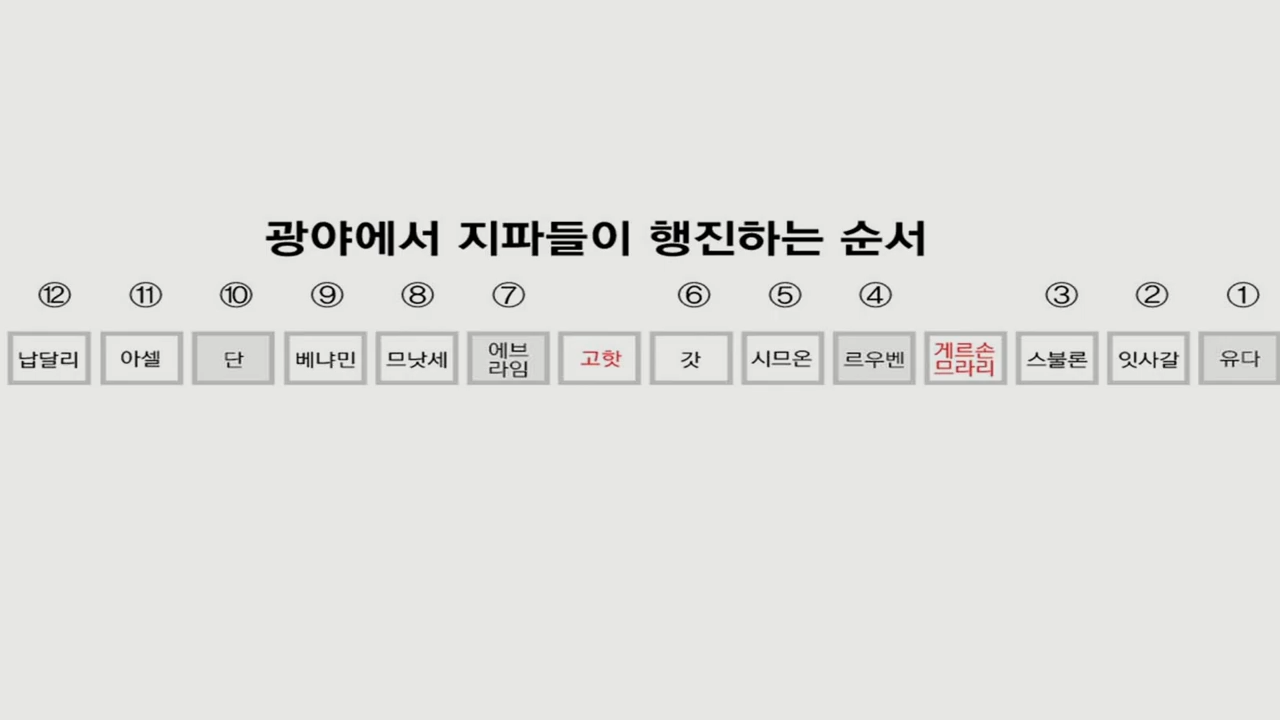 광야에서 지파들이 행진하는 순서
⑫ ⑪ ⑩ ⑨ ⑧ ⑦ ⑥ ⑤ ④ ③ ② ①
납달리 아셀 단 베냐민 므낫세 에브라임 고핫 갓 시므온 르우벤 게르손 므라리 스불론 잇사갈 유다